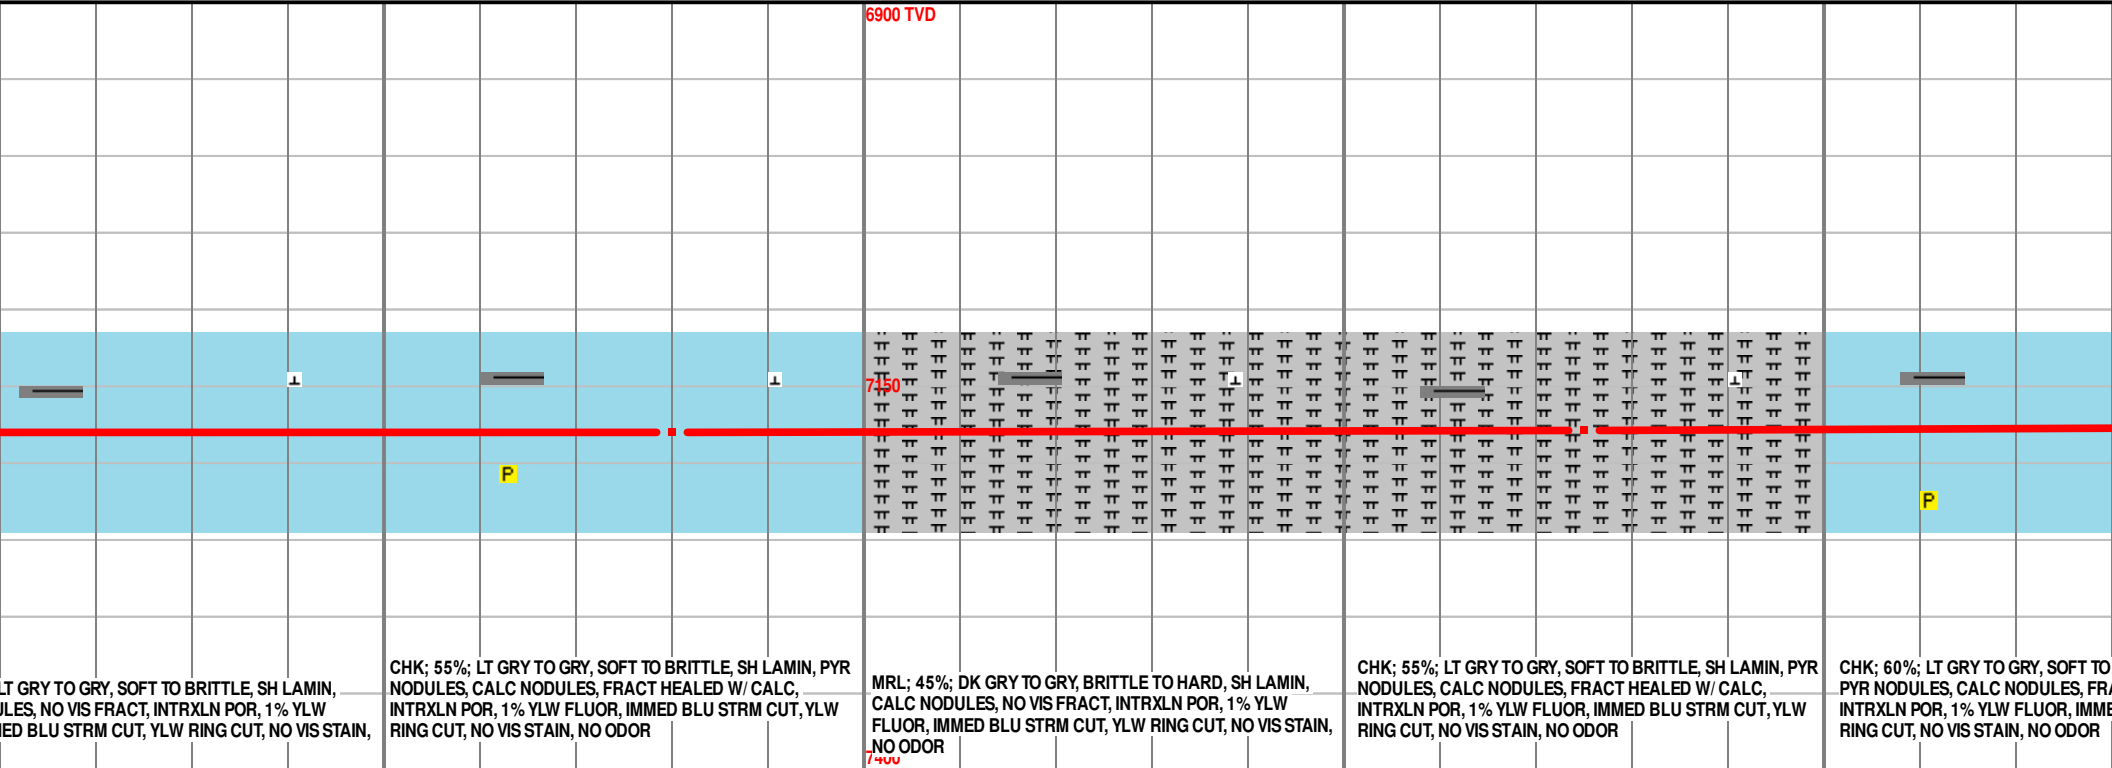 6900 TVD
7150
P
P
LT GRY TO GRY, SOFT TO BRITTLE, SH LAMIN,
NO VIS FRACT, INTRXLN POR, 1% YLW
BLU STRM CUT, YLW RING CUT, NO VIS STAIN,
CHK; 55%; LT GRY TO GRY, SOFT TO BRITTLE, SH LAMIN, PYR
NODULES, CALC NODULES, FRACT HEALED W/ CALC,
INTRXLN POR, 1% YLW FLUOR, IMMED BLU STRM CUT, YLW
RING CUT, NO VIS STAIN, NO ODOR
MRL; 45%; DK GRY TO GRY, BRITTLE TO HARD, SH LAMIN,
CALC NODULES, NO VIS FRACT, INTRXLN POR, 1% YLW
FLUOR, IMMED BLU STRM CUT, YLW RING CUT, NO VIS STAIN,
NO ODOR
7400
CHK; 55%; LT GRY TO GRY, SOFT TO BRITTLE, SH LAMIN, PYR
NODULES, CALC NODULES, FRACT HEALED W/ CALC,
INTRXLN POR, 1% YLW FLUOR, IMMED BLU STRM CUT, YLW
RING CUT, NO VIS STAIN, NO ODOR
CHK; 60%; LT GRY TO GRY, SOFT TO
PYR NODULES, CALC NODULES,
INTRXLN POR, 1% YLW FLUOR,
RING CUT, NO VIS STAIN, NO ODOR